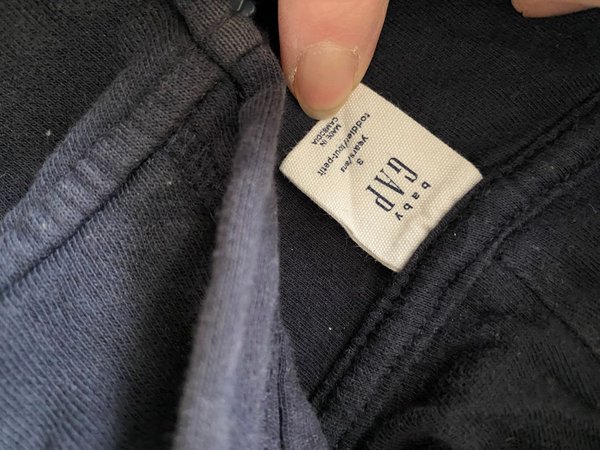 baby
GAP
3
years/ans
toddler/tout-petit
MADE IN
CAMBODIA